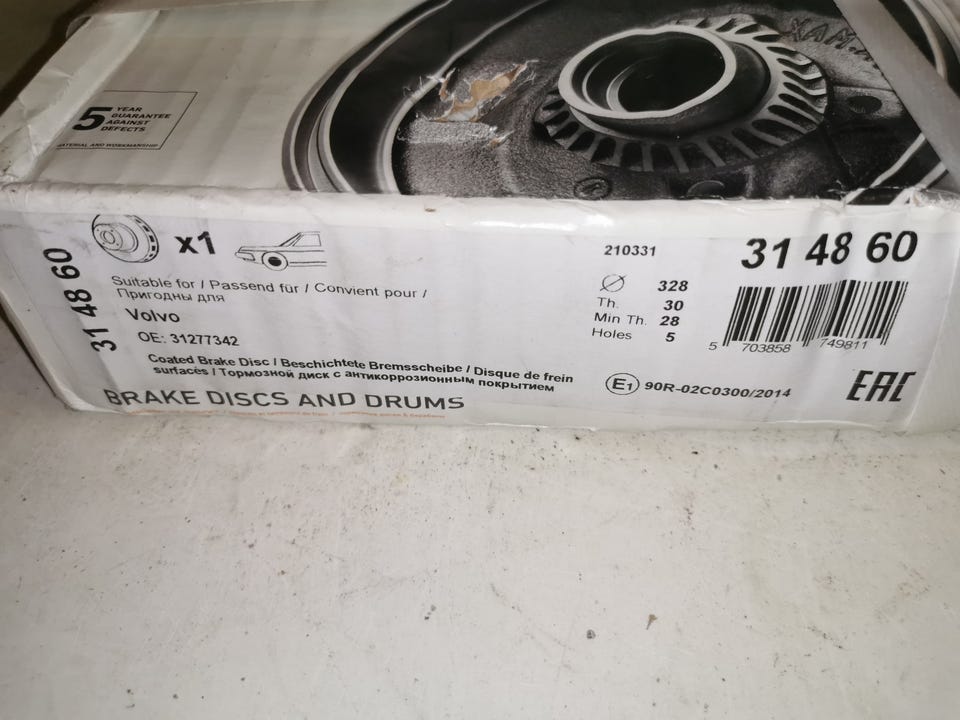 5 YEAR
GUARANTEE
AGAINST
DEFECTS
MATERIAL AND WORKMANSHIP
31 48 60
x1
Suitable for / Passend für / Convient pour /
Пригодны для
Volvo
OE: 31277342
Coated Brake Disc / Beschichtete Bremsscheibe / Disque de frein
surfacès / Тормозной диск с антикоррозионным покрытием
BRAKE DISCS AND DRUMS
210331
∅ 328
Th. 30
Min Th. 28
Holes 5
E1 90R-02C0300/2014
31 48 60
5 703858 749811
EAC